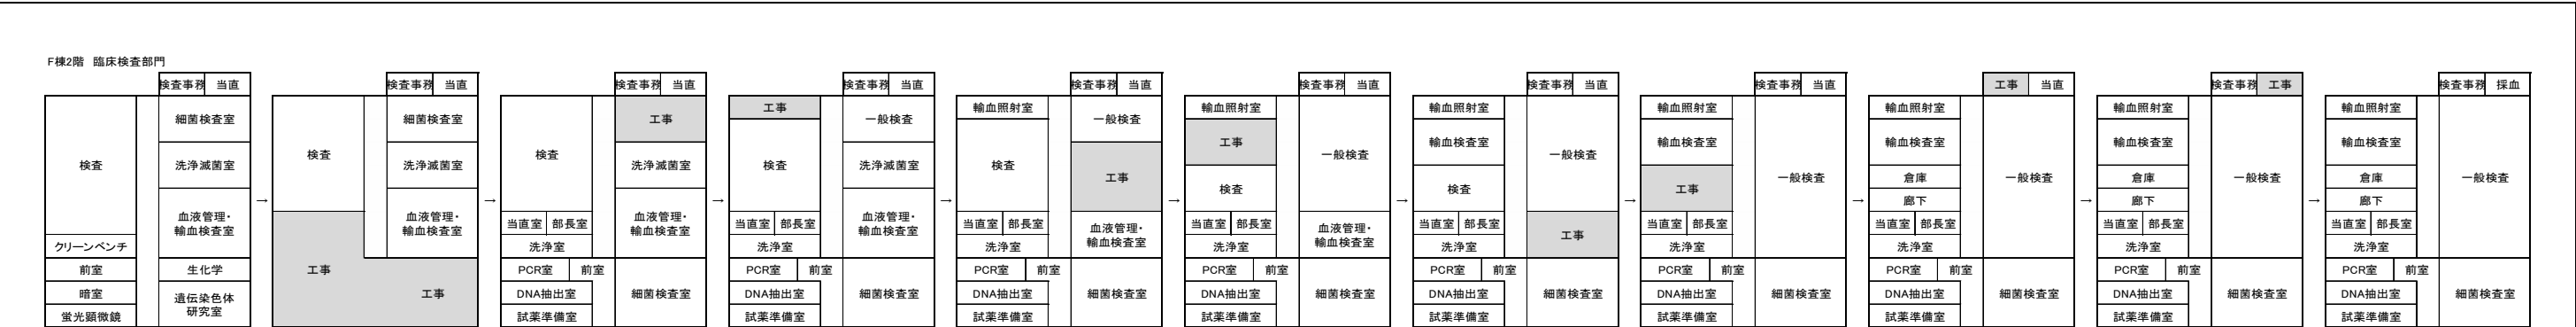 F棟2階 臨床検査部門
検査事務 当直
検査
細菌検査室
洗浄滅菌室
血液管理・
輸血検査室
クリーンベンチ
前室
生化学
暗室
遺伝染色体
研究室
蛍光顕微鏡
→
検査事務 当直
検査
細菌検査室
洗浄滅菌室
血液管理・
輸血検査室
工事
工事
→
検査事務 当直
検査
工事
洗浄滅菌室
血液管理・
輸血検査室
当直室 部長室
洗浄室
PCR室 前室
DNA抽出室
細菌検査室
試薬準備室
→
検査事務 当直
工事
一般検査
検査
洗浄滅菌室
血液管理・
輸血検査室
当直室 部長室
洗浄室
PCR室 前室
DNA抽出室
細菌検査室
試薬準備室
→
検査事務 当直
輸血照射室
一般検査
検査
工事
当直室 部長室
血液管理・
輸血検査室
洗浄室
PCR室 前室
DNA抽出室
細菌検査室
試薬準備室
→
検査事務 当直
輸血照射室
工事
一般検査
検査
当直室 部長室
血液管理・
輸血検査室
洗浄室
PCR室 前室
DNA抽出室
細菌検査室
試薬準備室
→
検査事務 当直
輸血照射室
輸血検査室
一般検査
検査
当直室 部長室
工事
洗浄室
PCR室 前室
DNA抽出室
細菌検査室
試薬準備室
→
検査事務 当直
輸血照射室
輸血検査室
一般検査
工事
当直室 部長室
洗浄室
PCR室 前室
DNA抽出室
細菌検査室
試薬準備室
→
工事 当直
輸血照射室
輸血検査室
倉庫
一般検査
廊下
当直室 部長室
洗浄室
PCR室 前室
DNA抽出室
細菌検査室
試薬準備室
→
検査事務 工事
輸血照射室
輸血検査室
倉庫
一般検査
廊下
当直室 部長室
洗浄室
PCR室 前室
DNA抽出室
細菌検査室
試薬準備室
→
検査事務 採血
輸血照射室
輸血検査室
倉庫
一般検査
廊下
当直室 部長室
洗浄室
PCR室 前室
DNA抽出室
細菌検査室
試薬準備室